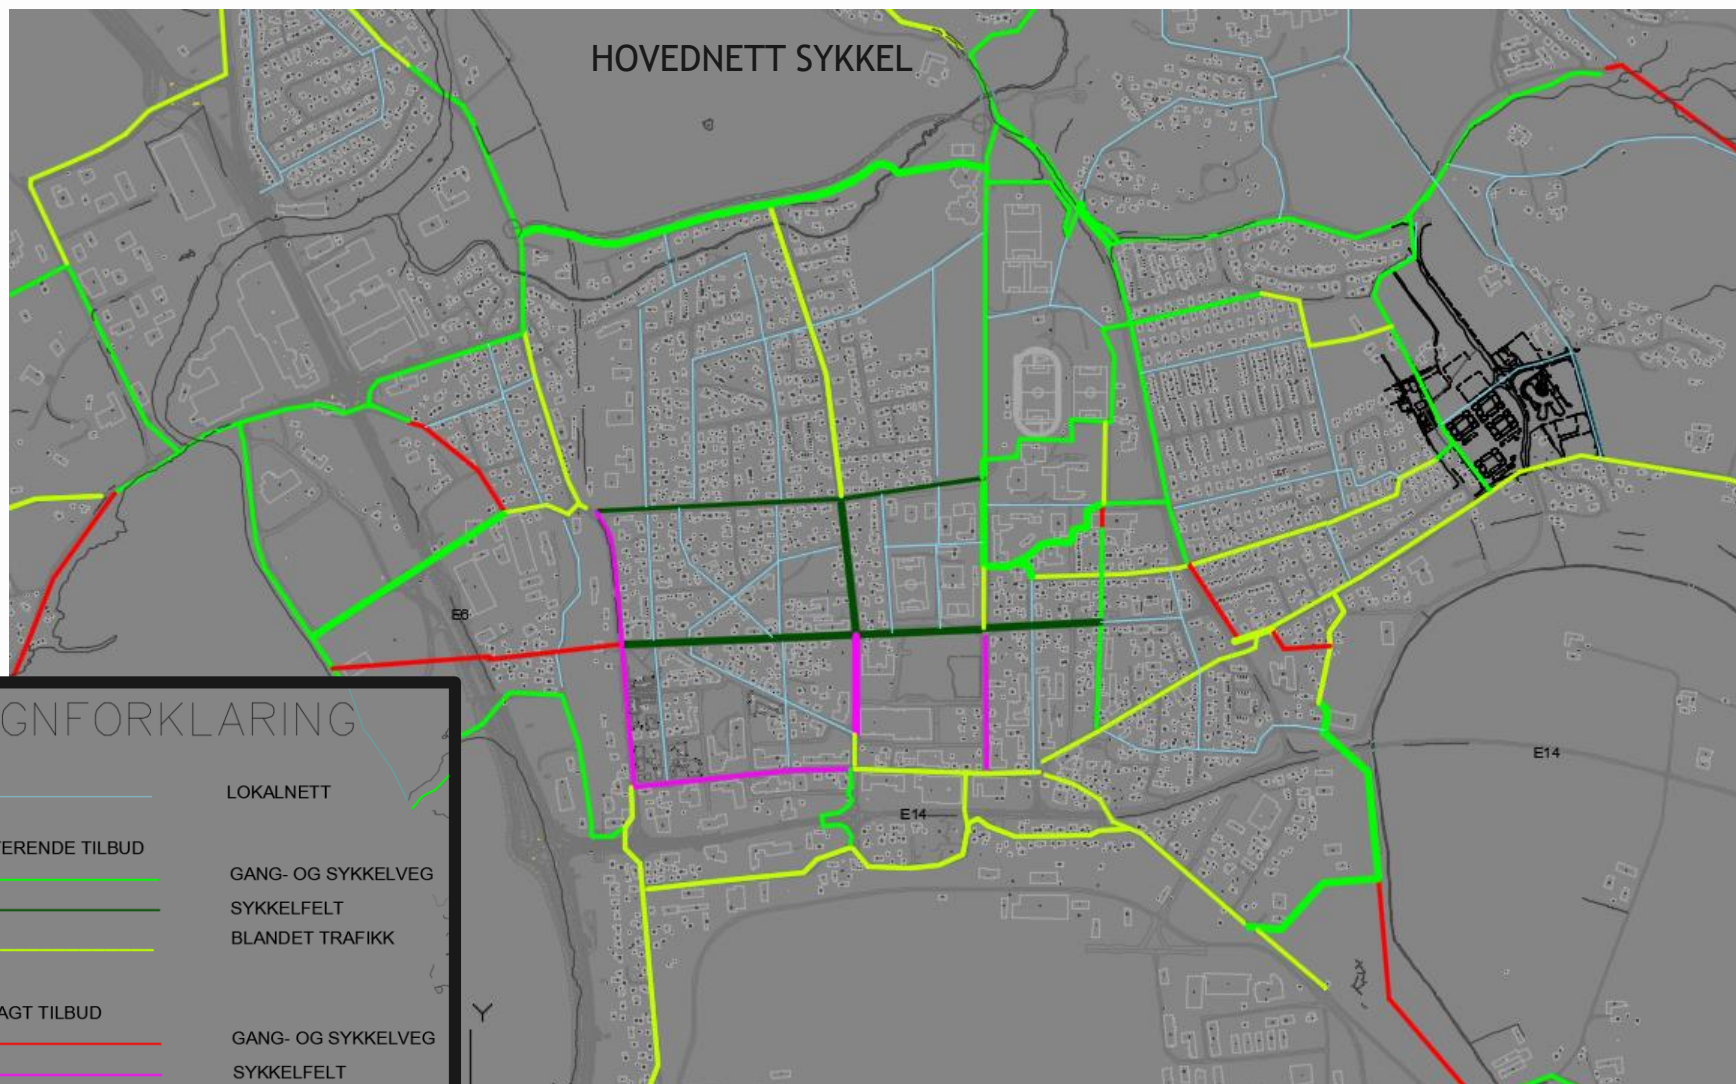 HOVEDNETT SYKKEL
E6
E14
E14
GNFORKLARING
LOKALNETT
ERENDE TILBUD
GANG- OG SYKKELVEG
SYKKELFELT
BLANDET TRAFIKK
AGT TILBUD
GANG- OG SYKKELVEG
SYKKELFELT
Y